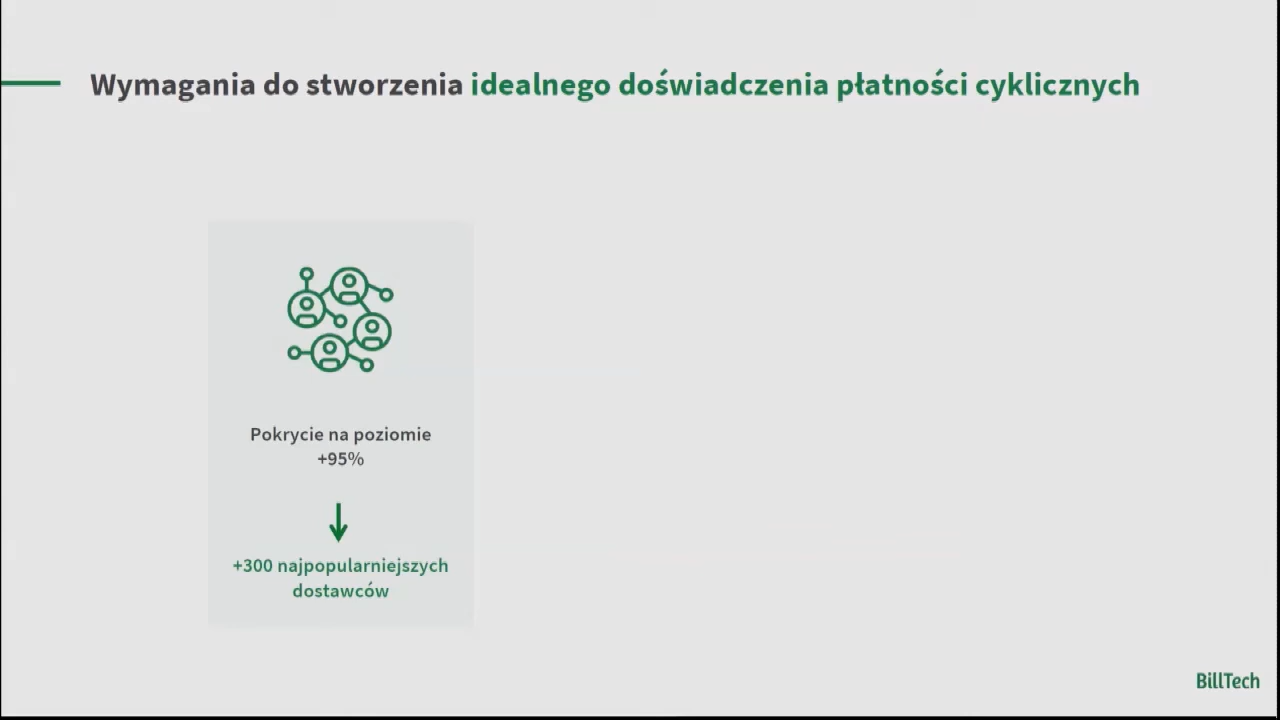 Wymagania do stworzenia idealnego doświadczenia płatności cyklicznych
Pokrycie na poziomie
+95%
+300 najpopularniejszych
dostawców
BillTech